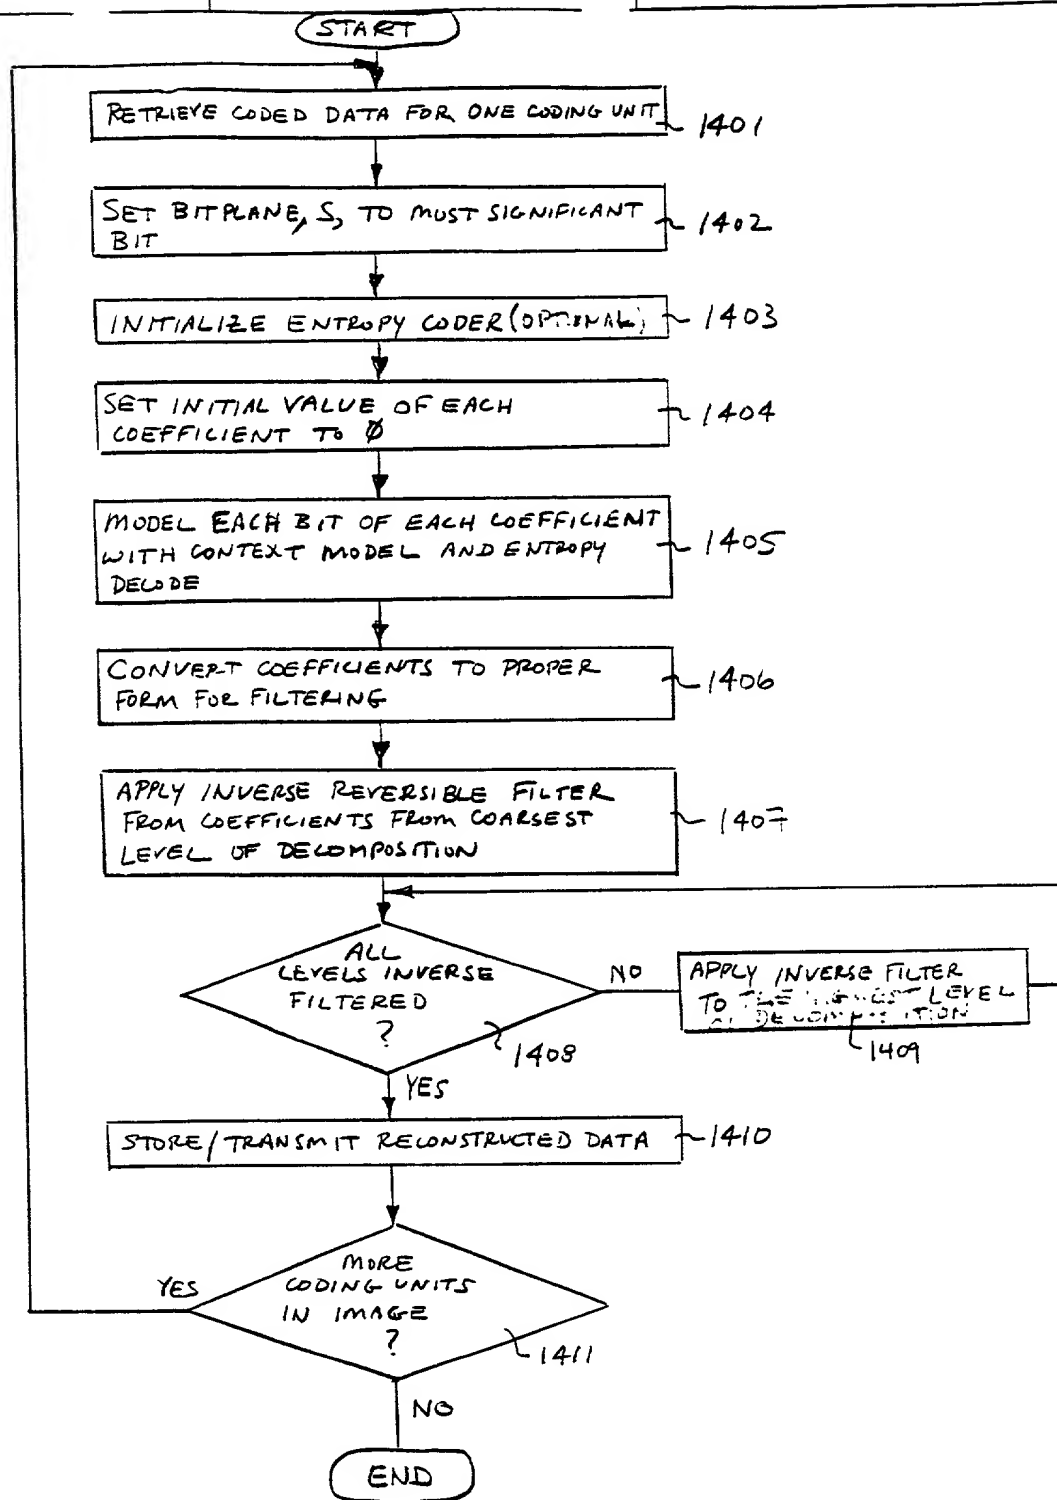 START
RETRIEVE CODED DATA FOR ONE CODING UNIT
1401
SET BITPLANE, S, TO MOST SIGNIFICANT
BIT
1402
INITIALIZE ENTROPY CODER (OPTIONAL)
1403
SET INITIAL VALUE OF EACH
COEFFICIENT TO Ø
1404
MODEL EACH BIT OF EACH COEFFICIENT
WITH CONTEXT MODEL AND ENTROPY
DECODE
1405
CONVERT COEFFICIENTS TO PROPER
FORM FOR FILTERING
1406
APPLY INVERSE REVERSIBLE FILTER
FROM COEFFICIENTS FROM COARSEST
LEVEL OF DECOMPOSITION
1407
ALL
LEVELS INVERSE
FILTERED
?
1408
NO
APPLY INVERSE FILTER
TO THE LEVEL
DECOMPOSITION
1409
YES
STORE/TRANSMIT RECONSTRUCTED DATA
1410
MORE
CODING UNITS
IN IMAGE
?
1411
YES
NO
END